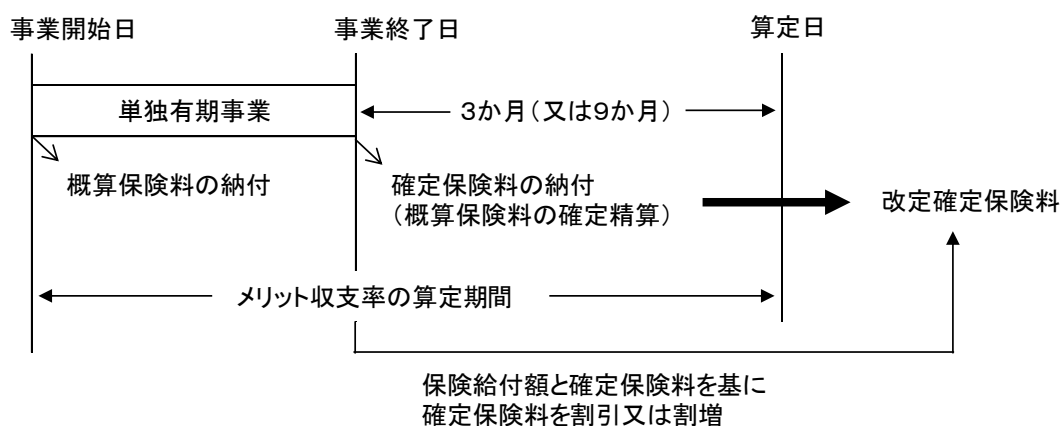 事業開始日
事業終了日
算定日
単独有期事業
3か月(又は9か月)
概算保険料の納付
確定保険料の納付
(概算保険料の確定精算)
改定確定保険料
メリット収支率の算定期間
保険給付額と確定保険料を基に
確定保険料を割引又は割増